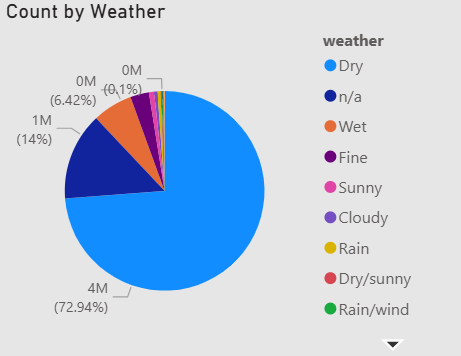 Count by Weather
0M
(0.1%)
0M
(6.42%)
1M
(14%)
4M
(72.94%)
weather
Dry
n/a
Wet
Fine
Sunny
Cloudy
Rain
Dry/sunny
Rain/wind